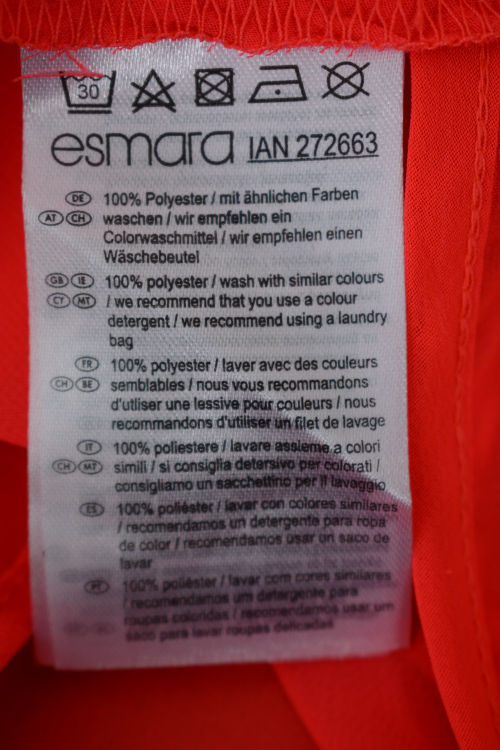 30
esmara IAN 272663
DE 100% Polyester / mit ähnlichen Farben
AT CH waschen / wir empfehlen ein
Colorwaschmittel / wir empfehlen einen
Wäschebeutel
GB IE 100% polyester / wash with similar colours
CY MT / we recommend that you use a colour
detergent / we recommend using a laundry
bag
FR 100% polyester / laver avec des couleurs
CH BE semblables / nous vous recommandons
d'utliser une lessive pour couleurs / nous
recommandons d'utiliser un filet de lavage
IT 100% poliestere / lavare assieme a colori
CH MT simili / si consiglia detersivo per colorati /
consigliamo un sacchettino per il lavaggio
ES 100% poliéster / lavar con colores similares
/ recomendamos un detergente para ropa
de color / recomendamos usar un saco de
lavar
PT 100% poliéster / lavar com cores similares
/ recomendamos um detergente para
roupas coloridas / recomendamos usar um
saco para lavar roupas delicadas